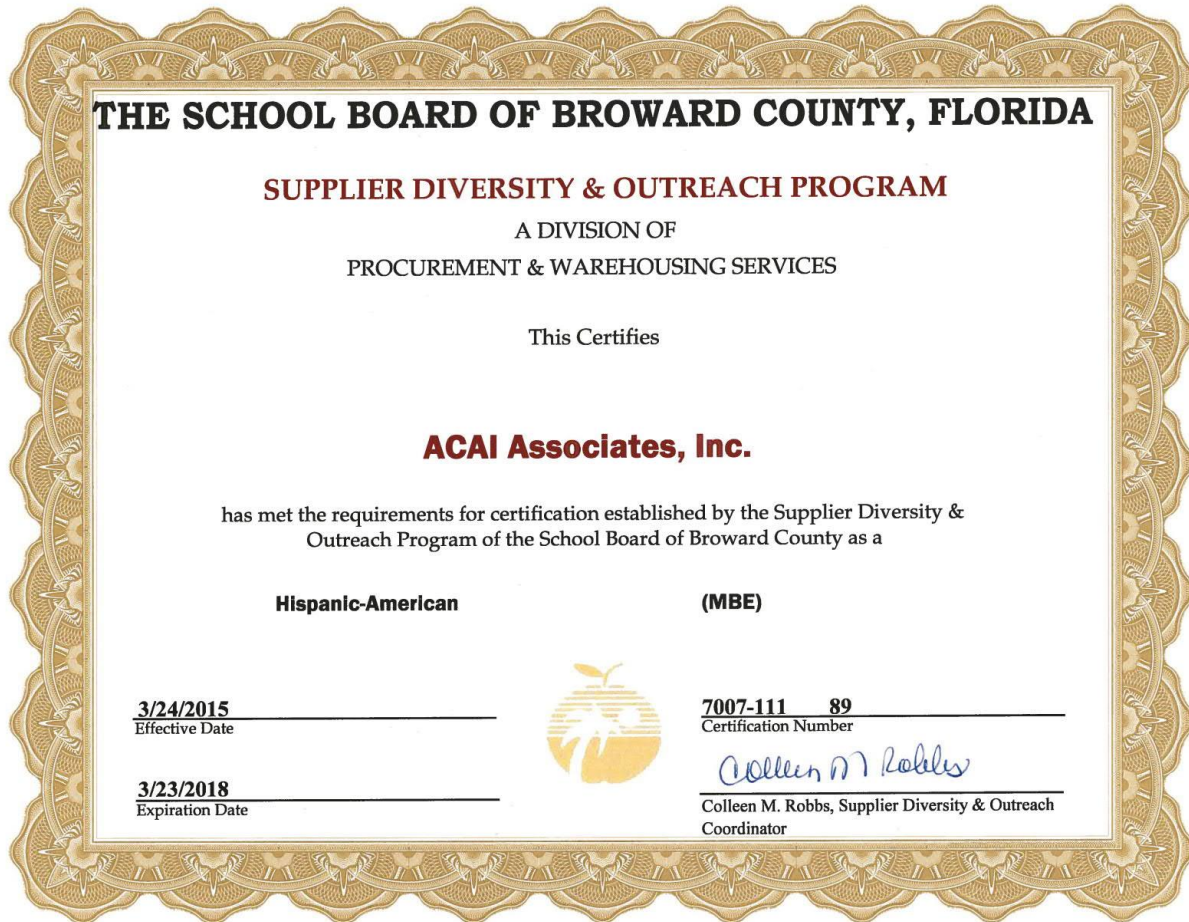 THE SCHOOL BOARD OF BROWARD COUNTY, FLORIDA
SUPPLIER DIVERSITY & OUTREACH PROGRAM
A DIVISION OF
PROCUREMENT & WAREHOUSING SERVICES
This Certifies
ACAI Associates, Inc.
has met the requirements for certification established by the Supplier Diversity &
Outreach Program of the School Board of Broward County as a
Hispanic-American (MBE)
3/24/2015
Effective Date
7007-111 89
Certification Number
Colleen M Robbs
3/23/2018
Expiration Date
Colleen M. Robbs, Supplier Diversity & Outreach
Coordinator